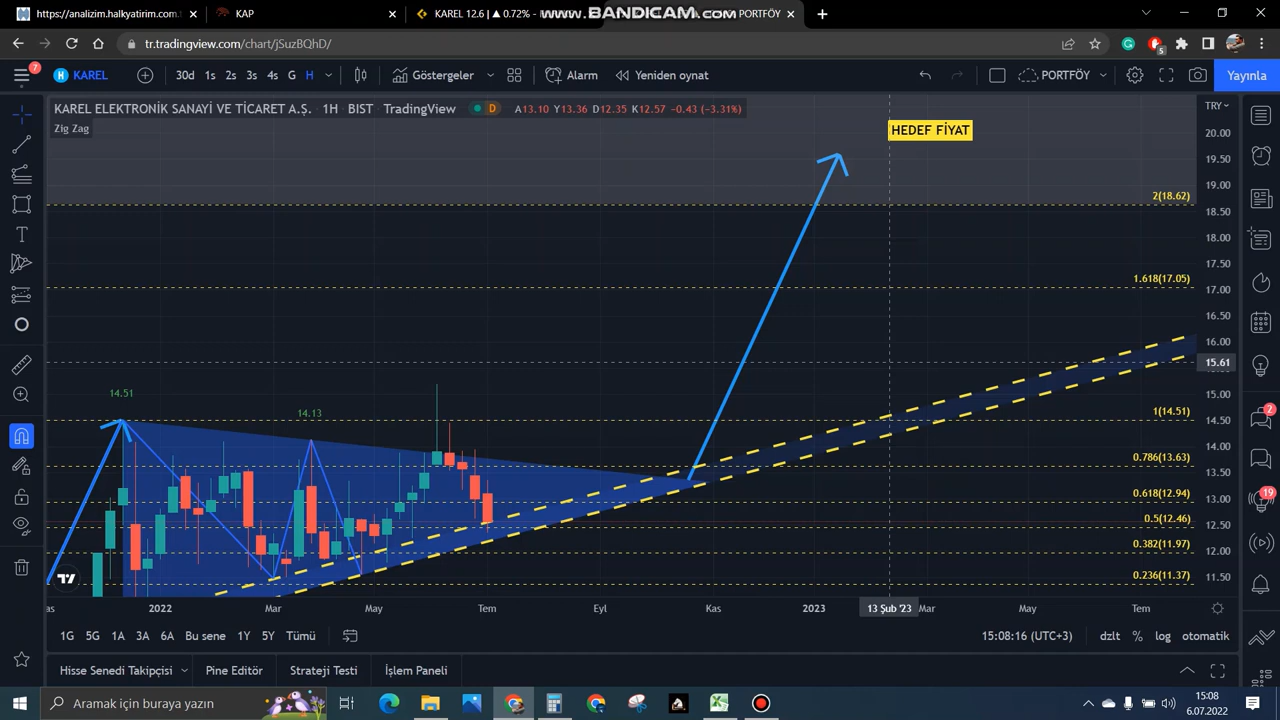 https://analizim.halkyatirim.com.t
KAP
KAREL 12.6 | ▲ 0.72%
www.BANDICAM.com
PORTFÖY
tr.tradingview.com/chart/jSuzBQhD/
5
7
H KAREL
30d 1s 2s 3s 4s G H
Göstergeler
Alarm
Yeniden oynat
PORTFÖY
Yayınla
KAREL ELEKTRONİK SANAYİ VE TİCARET A.Ş. 1H BIST TradingView
D
A13.10 Y13.36 D12.35 K12.57 -0.43 (-3.31%)
TRY
Zig Zag
HEDEF FİYAT
20.00
19.50
19.00
2(18.62)
18.50
18.00
17.50
1.618(17.05)
17.00
16.50
16.00
15.61
15.00
14.51
14.13
1(14.51)
14.50
14.00
0.786(13.63)
13.50
0.618(12.94)
13.00
0.5(12.46)
12.50
0.382(11.97)
12.00
0.236(11.37)
11.50
2
19
2022 Mar May Tem Eyl Kas 2023 13 Şub '23 Mar May Tem
1G 5G 1A 3A 6A Bu sene 1Y 5Y Tümü
15:08:16 (UTC+3)
dzlt % log otomatik
Hisse Senedi Takipçisi
Pine Editör
Strateji Testi
İşlem Paneli
Aramak için buraya yazın
15:08
6.07.2022